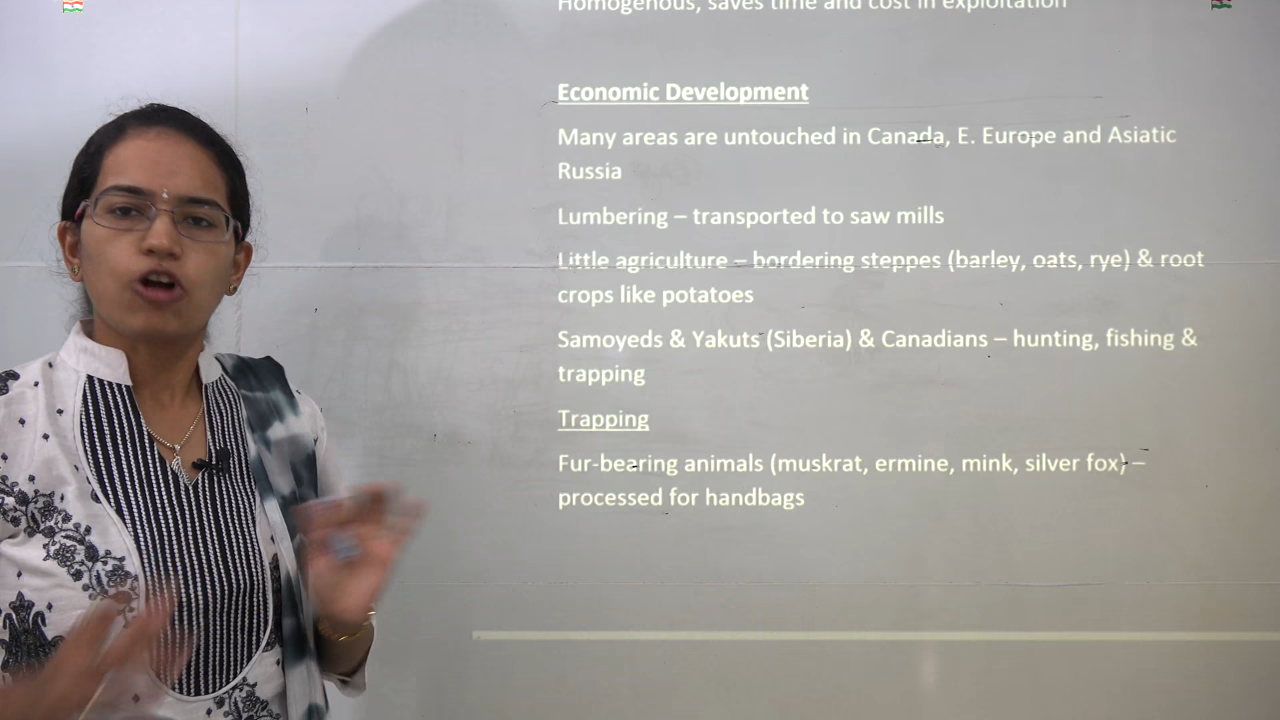 Homogenous, saves time and cost in exploitation
Economic Development
Many areas are untouched in Canada, E. Europe and Asiatic
Russia
Lumbering – transported to saw mills
Little agriculture – bordering steppes (barley, oats, rye) & root
crops like potatoes
Samoyeds & Yakuts (Siberia) & Canadians – hunting, fishing &
trapping
Trapping
Fur-bearing animals (muskrat, ermine, mink, silver fox) –
processed for handbags